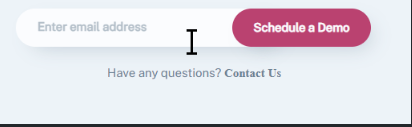 Enter email address Schedule a Demo
Have any questions? Contact Us